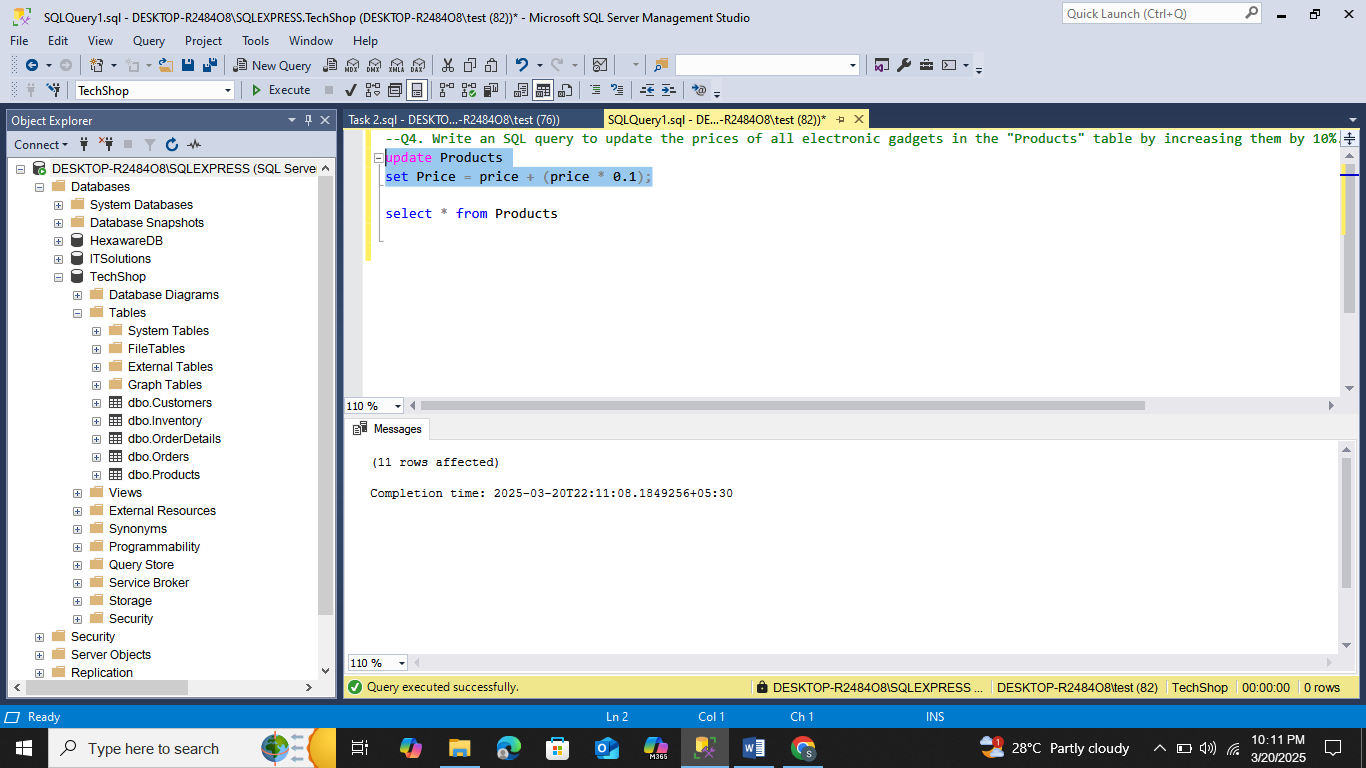 SQLQuery1.sql - DESKTOP-R2484O8\SQLEXPRESS.TechShop (DESKTOP-R2484O8\test (82))* - Microsoft SQL Server Management Studio
Quick Launch (Ctrl+Q)
File Edit View Query Project Tools Window Help
New Query MDX DMX XMLA DAX
TechShop Execute
Object Explorer
Task 2.sql - DESKTO...-R2484O8\test (76)) SQLQuery1.sql - DE...-R2484O8\test (82))*
Connect
DESKTOP-R2484O8\SQLEXPRESS (SQL Serve
Databases
System Databases
Database Snapshots
HexawareDB
ITSolutions
TechShop
Database Diagrams
Tables
System Tables
FileTables
External Tables
Graph Tables
dbo.Customers
dbo.Inventory
dbo.OrderDetails
dbo.Orders
dbo.Products
Views
External Resources
Synonyms
Programmability
Query Store
Service Broker
Storage
Security
Security
Server Objects
Replication
--Q4. Write an SQL query to update the prices of all electronic gadgets in the "Products" table by increasing them by 10%.
update Products
set Price = price + (price * 0.1);
select * from Products
110 %
Messages
(11 rows affected)
Completion time: 2025-03-20T22:11:08.1849256+05:30
110 %
Query executed successfully. DESKTOP-R2484O8\SQLEXPRESS ... DESKTOP-R2484O8\test (82) TechShop 00:00:00 0 rows
Ready Ln 2 Col 1 Ch 1 INS
Type here to search M365 1 28°C Partly cloudy 10:11 PM
3/20/2025